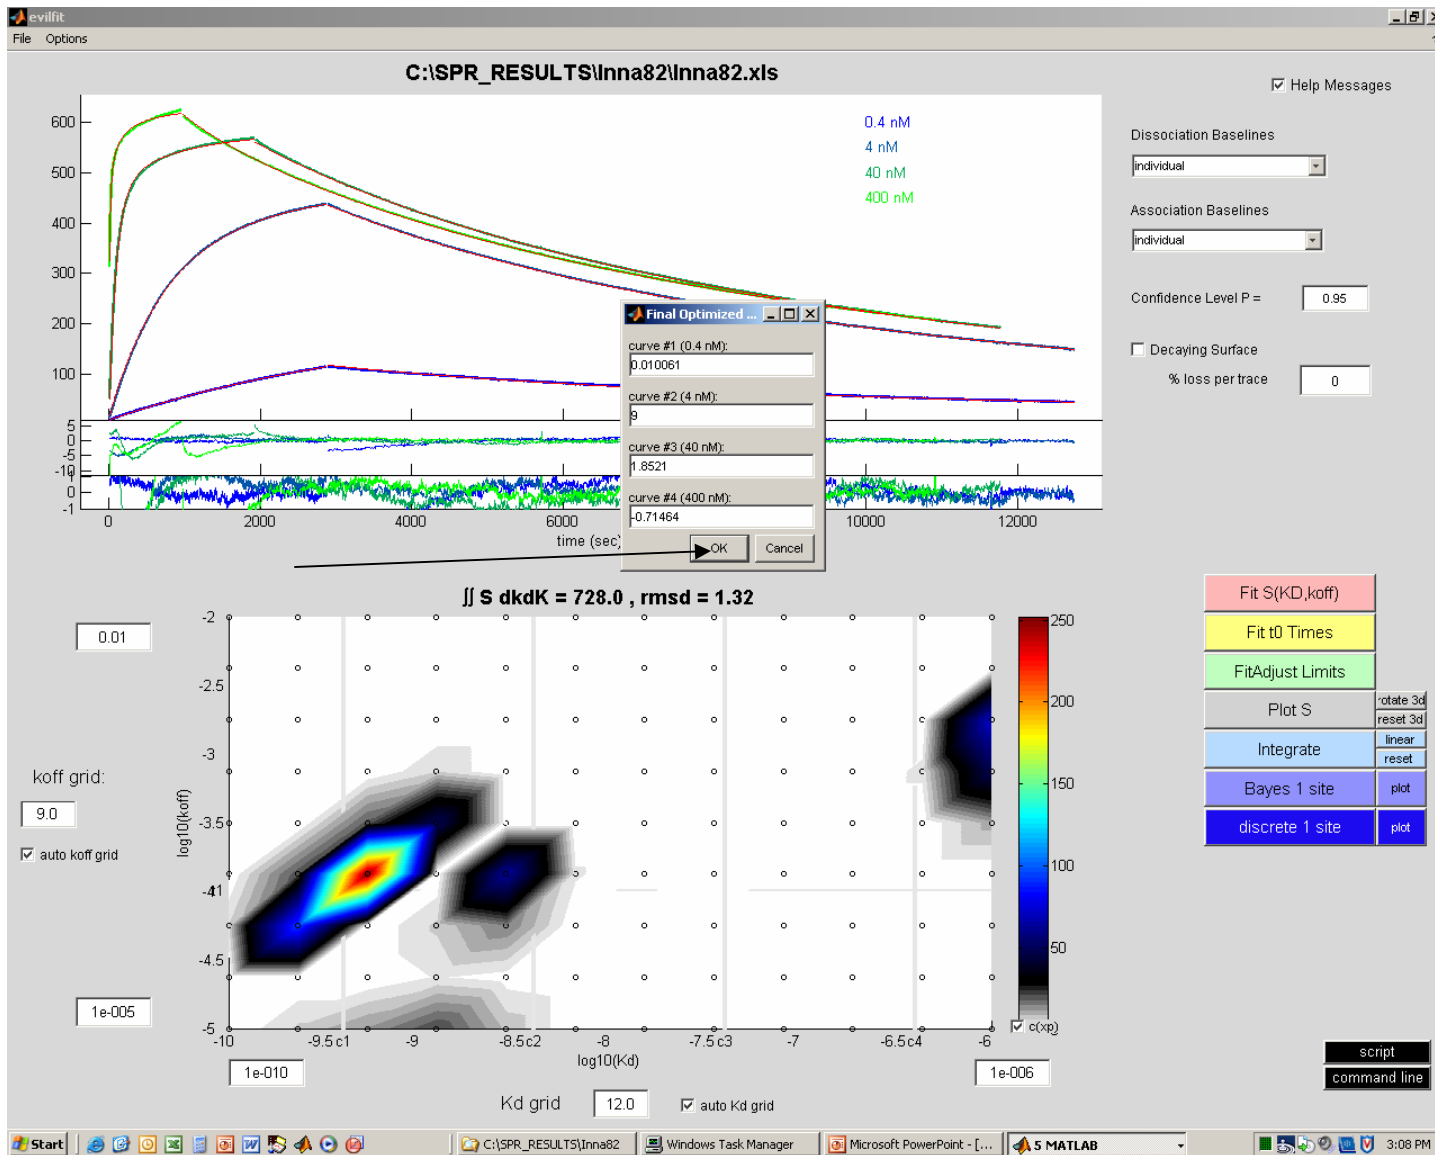 evilfit
File Options
C:\SPR_RESULTS\Inna82\Inna82.xls
Help Messages
600
500
400
300
200
100
0.4 nM
4 nM
40 nM
400 nM
Dissociation Baselines
individual
Association Baselines
individual
Confidence Level P =
0.95
Decaying Surface
% loss per trace
0
Final Optimized ...
curve #1 (0.4 nM):
0.010061
curve #2 (4 nM):
9
curve #3 (40 nM):
1.8521
curve #4 (400 nM):
-0.71464
OK Cancel
5
0
-5
-10
1
0
-1
0 2000 4000 6000 10000 12000
time (sec)
∫∫ S dkdK = 728.0 , rmsd = 1.32
0.01
-2
-2.5
-3
-3.5
-4
-4.5
-5
log10(koff)
koff grid:
9.0
auto koff grid
1e-005
-10 -9.5 c1 -9 -8.5 c2 -8 -7.5 c3 -7 -6.5 c4 -6
log10(Kd)
1e-010
1e-006
Kd grid 12.0 auto Kd grid
250
200
150
100
50
c(xp)
Fit S(KD,koff)
Fit t0 Times
FitAdjust Limits
Plot S
rotate 3d
reset 3d
Integrate
linear
reset
Bayes 1 site plot
discrete 1 site plot
script
command line
Start C:\SPR_RESULTS\Inna82 Windows Task Manager Microsoft PowerPoint - [... 5 MATLAB 3:08 PM